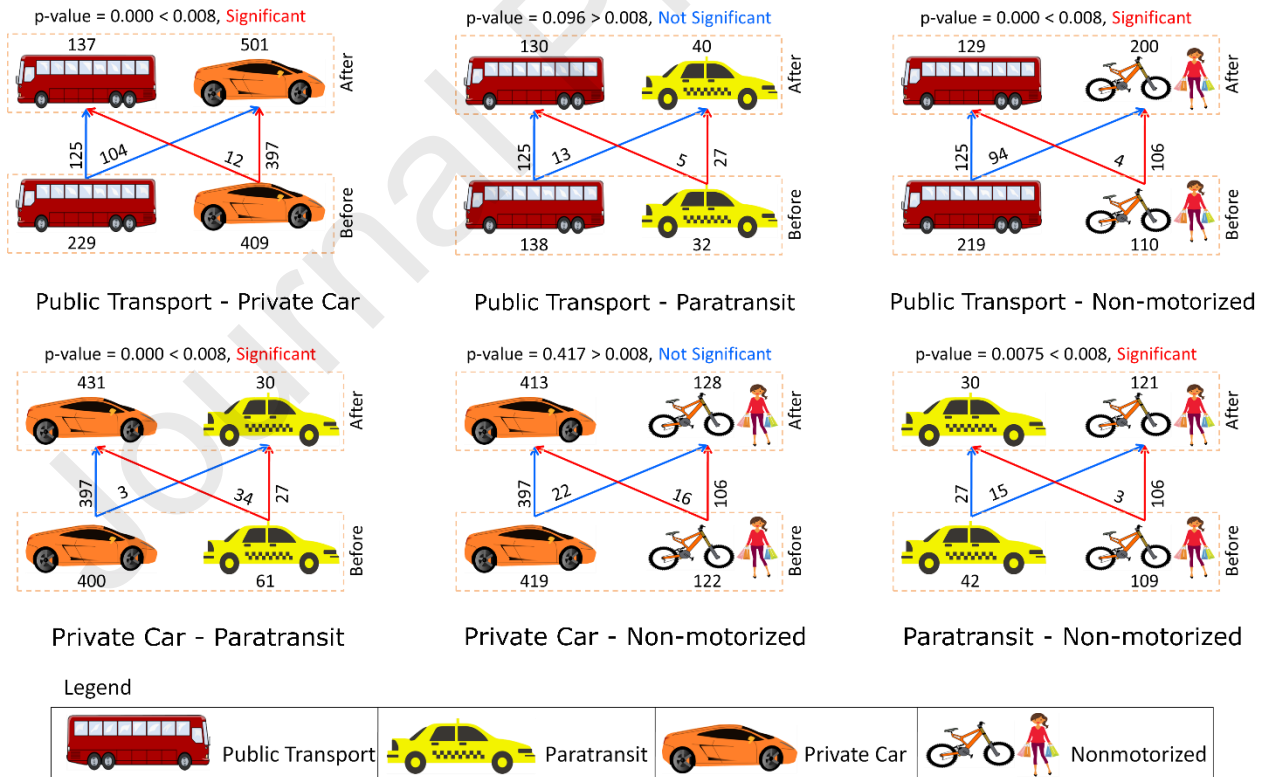 p-value = 0.000 < 0.008, Significant
137
501
After
125
104
12
397
Before
229
409
Public Transport - Private Car
p-value = 0.096 > 0.008, Not Significant
130
40
After
125
13
5
27
Before
138
32
Public Transport - Paratransit
p-value = 0.000 < 0.008, Significant
129
200
After
125
94
4
106
Before
219
110
Public Transport - Non-motorized
p-value = 0.000 < 0.008, Significant
431
30
After
397
3
34
27
Before
400
61
Private Car - Paratransit
p-value = 0.417 > 0.008, Not Significant
413
128
After
397
22
16
106
Before
419
122
Private Car - Non-motorized
p-value = 0.0075 < 0.008, Significant
30
121
After
27
15
3
106
Before
42
109
Paratransit - Non-motorized
Legend
Public Transport
Paratransit
Private Car
Nonmotorized
Journal P